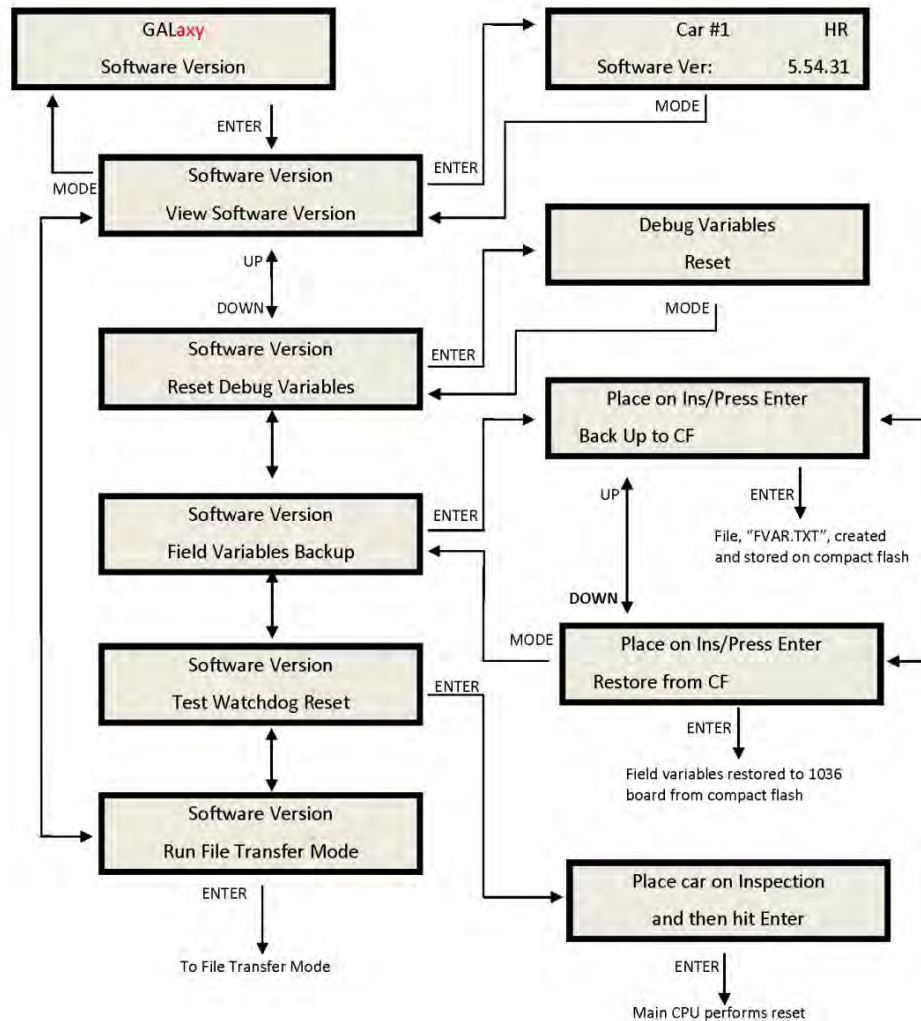 GALaxy
Software Version
Car #1 HR
Software Ver: 5.54.31
MODE
ENTER
MODE
Software Version
View Software Version
ENTER
UP
DOWN
Debug Variables
Reset
MODE
Software Version
Reset Debug Variables
ENTER
Place on Ins/Press Enter
Back Up to CF
ENTER
File, "FVAR.TXT", created
and stored on compact flash
UP
DOWN
Software Version
Field Variables Backup
ENTER
MODE
Place on Ins/Press Enter
Restore from CF
ENTER
Field variables restored to 1036
board from compact flash
Software Version
Test Watchdog Reset
ENTER
Software Version
Run File Transfer Mode
ENTER
To File Transfer Mode
Place car on Inspection
and then hit Enter
ENTER
Main CPU performs reset